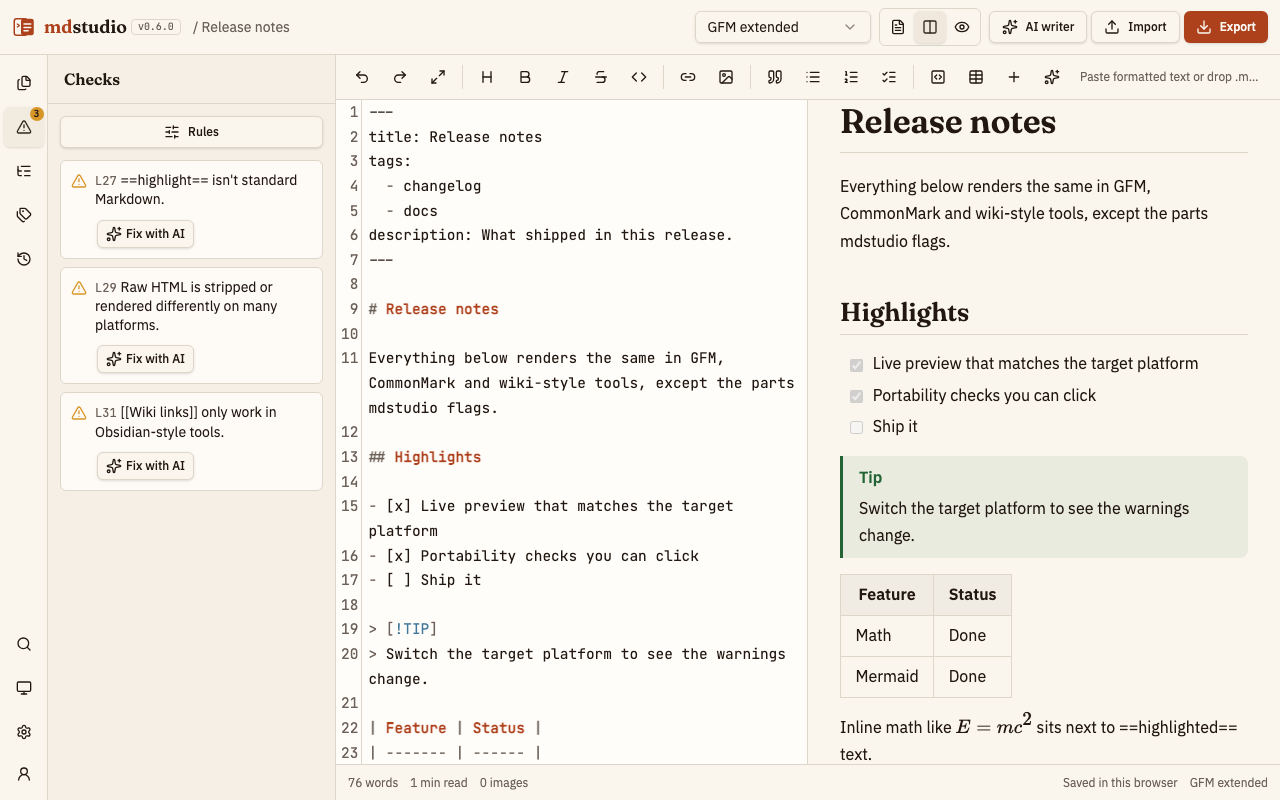 mdstudio v0.6.0 / Release notes
GFM extended
AI writer
Import
Export
Checks
3
Rules
L27 ==highlight== isn't standard
Markdown.
Fix with AI
L29 Raw HTML is stripped or
rendered differently on many
platforms.
Fix with AI
L31 [[Wiki links]] only work in
Obsidian-style tools.
Fix with AI
Paste formatted text or drop .m...
1 ---
2 title: Release notes
3 tags:
4   - changelog
5   - docs
6 description: What shipped in this release.
7 ---
8
9 # Release notes
10
11 Everything below renders the same in GFM,
CommonMark and wiki-style tools, except the parts
mdstudio flags.
12
13 ## Highlights
14
15 - [x] Live preview that matches the target
platform
16 - [x] Portability checks you can click
17 - [ ] Ship it
18
19 > [!TIP]
20 > Switch the target platform to see the warnings
change.
21
22 | Feature | Status |
23 | ------- | ------ |
Release notes
Everything below renders the same in GFM,
CommonMark and wiki-style tools, except the parts
mdstudio flags.
Highlights
Live preview that matches the target platform
Portability checks you can click
Ship it
Tip
Switch the target platform to see the warnings
change.
Feature Status
Math Done
Mermaid Done
Inline math like E = mc² sits next to ==highlighted==
text.
76 words 1 min read 0 images
Saved in this browser GFM extended